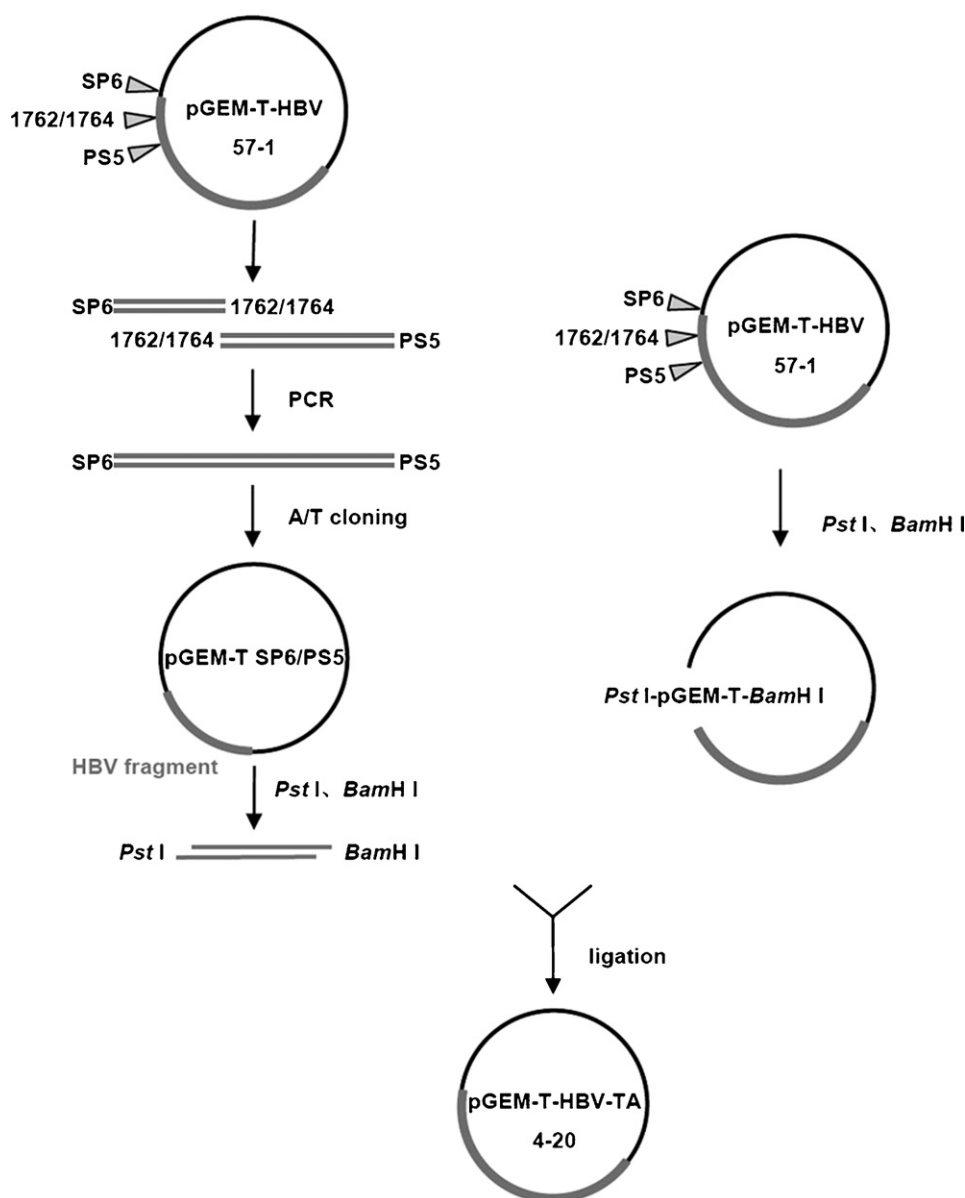 SP6
1762/1764
PS5
pGEM-T-HBV
57-1
SP6 1762/1764
1762/1764 PS5
PCR
SP6 PS5
A/T cloning
pGEM-T SP6/PS5
HBV fragment
Pst I、BamH I
Pst I BamH I
SP6
1762/1764
PS5
pGEM-T-HBV
57-1
Pst I、BamH I
Pst I-pGEM-T-BamH I
ligation
pGEM-T-HBV-TA
4-20